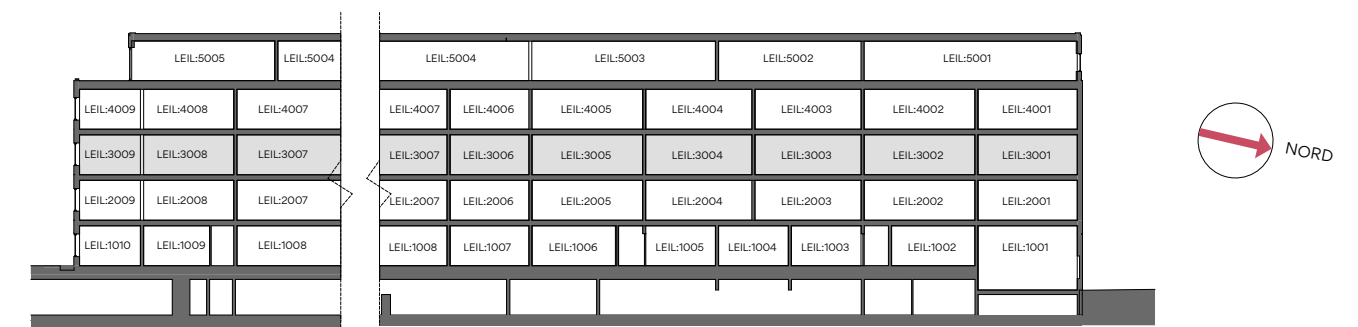 LEIL:5005 LEIL:5004 LEIL:5004 LEIL:5003 LEIL:5002 LEIL:5001
LEIL:4009 LEIL:4008 LEIL:4007 LEIL:4007 LEIL:4006 LEIL:4005 LEIL:4004 LEIL:4003 LEIL:4002 LEIL:4001
LEIL:3009 LEIL:3008 LEIL:3007 LEIL:3007 LEIL:3006 LEIL:3005 LEIL:3004 LEIL:3003 LEIL:3002 LEIL:3001
NORD
LEIL:2009 LEIL:2008 LEIL:2007 LEIL:2007 LEIL:2006 LEIL:2005 LEIL:2004 LEIL:2003 LEIL:2002 LEIL:2001
LEIL:1010 LEIL:1009 LEIL:1008 LEIL:1008 LEIL:1007 LEIL:1006 LEIL:1005 LEIL:1004 LEIL:1003 LEIL:1002 LEIL:1001